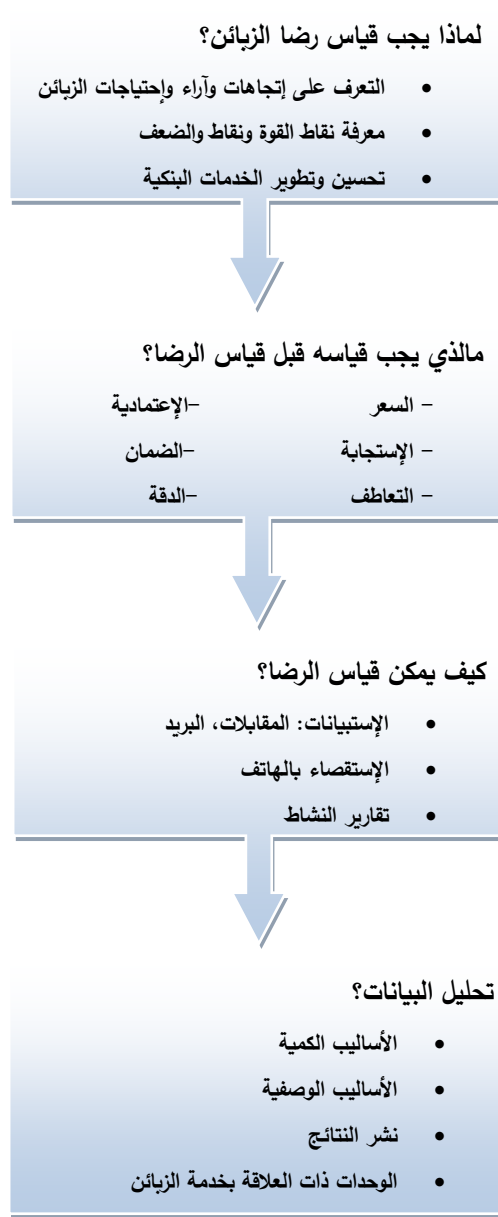 لماذا يجب قياس رضا الزبائن؟
• التعرف على إتجاهات وآراء وإحتياجات الزبائن
• معرفة نقاط القوة ونقاط والضعف
• تحسين وتطوير الخدمات البنكية
مالذي يجب قياسه قبل قياس الرضا؟
- السعر -الإعتمادية
- الإستجابة -الضمان
- التعاطف -الدقة
كيف يمكن قياس الرضا؟
• الإستبيانات: المقابلات، البريد
• الإستقصاء بالهاتف
• تقارير النشاط
تحليل البيانات؟
• الأساليب الكمية
• الأساليب الوصفية
• نشر النتائج
• الوحدات ذات العلاقة بخدمة الزبائن